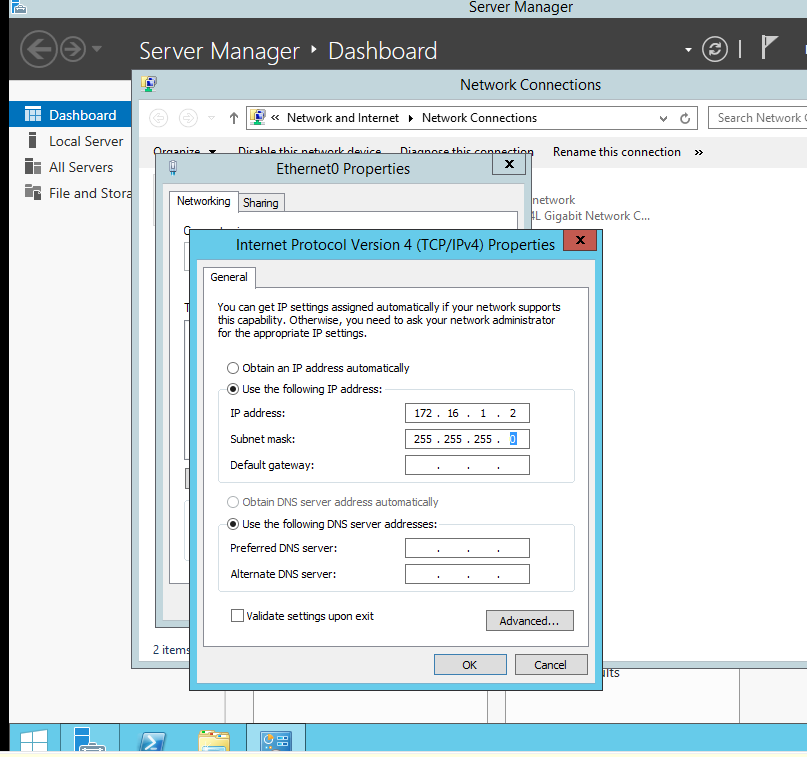 Server Manager
Server Manager ‣ Dashboard
Network Connections
Dashboard
Local Server
All Servers
File and Stora
« Network and Internet ▸ Network Connections
Search Network
Organize Disable this network device Diagnose this connection Rename this connection »
Ethernet0 Properties
x
Networking
Sharing
network
4L Gigabit Network C...
Internet Protocol Version 4 (TCP/IPv4) Properties
x
General
You can get IP settings assigned automatically if your network supports
this capability. Otherwise, you need to ask your network administrator
for the appropriate IP settings.
Obtain an IP address automatically
Use the following IP address:
IP address: 172 . 16 . 1 . 2
Subnet mask: 255 . 255 . 255 . 0
Default gateway: . . .
Obtain DNS server address automatically
Use the following DNS server addresses:
Preferred DNS server: . . .
Alternate DNS server: . . .
Validate settings upon exit
Advanced...
2 items
OK
Cancel